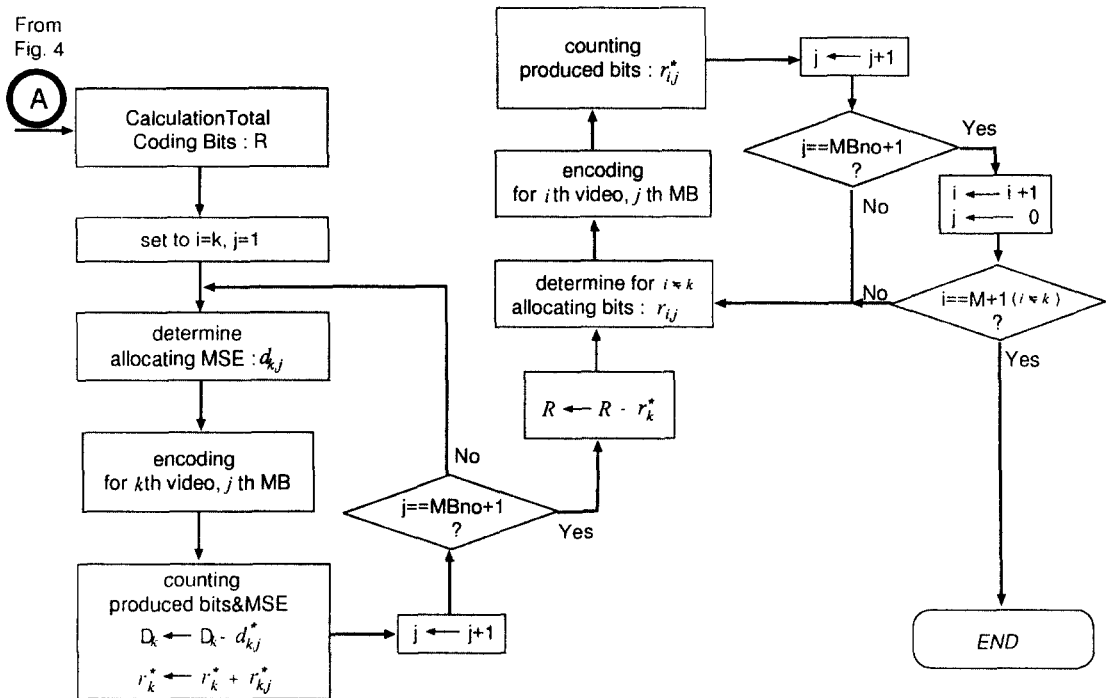 From
Fig. 4
A
CalculationTotal
Coding Bits : R
set to i=k, j=1
determine
allocating MSE : d_{k,j}
encoding
for kth video, j th MB
counting
produced bits&MSE
D_k ← D_k - d*_{k,j}
r*_k ← r*_k + r*_{k,j}
j ← j+1
j==MBno+1
?
No
Yes
R ← R - r*_k
determine for i≒k
allocating bits : r_{i,j}
encoding
for ith video, j th MB
counting
produced bits : r*_{i,j}
j ← j+1
j==MBno+1
?
Yes
No
i ← i+1
j ← 0
i==M+1 (i≒k)
?
No
Yes
END